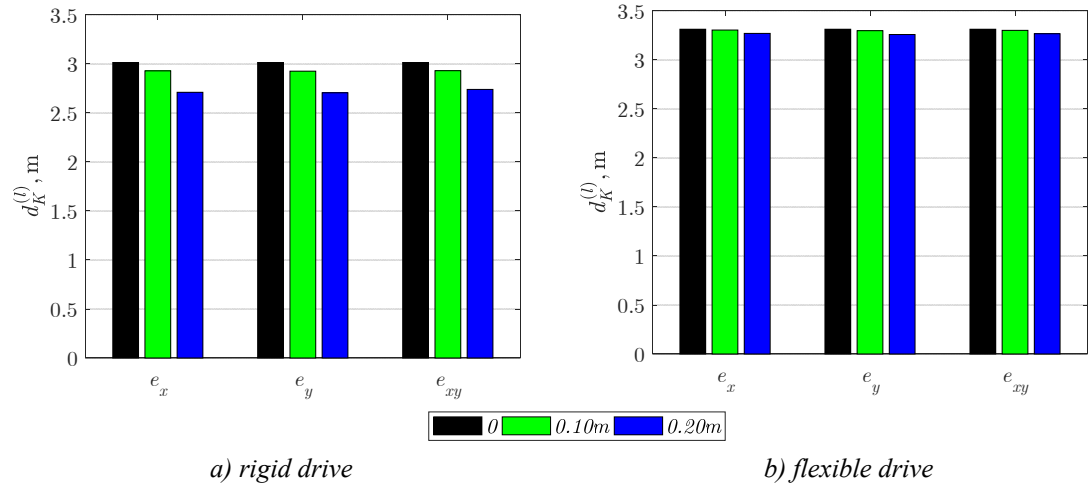 3.5
3
2.5
2
1.5
1
0.5
0
d_K^(l), m
e_x
e_y
e_xy
3.5
3
2.5
2
1.5
1
0.5
0
d_K^(l), m
e_x
e_y
e_xy
0 0.10m 0.20m
a) rigid drive
b) flexible drive